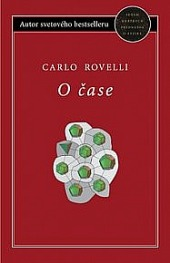 Autor svetového bestselleru
CARLO ROVELLI
O čase